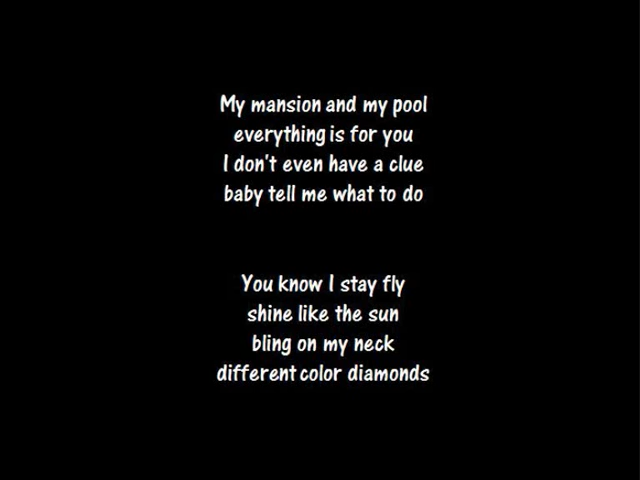 My mansion and my pool
everything is for you
I don't even have a clue
baby tell me what to do
You know I stay fly
shine like the sun
bling on my neck
different color diamonds